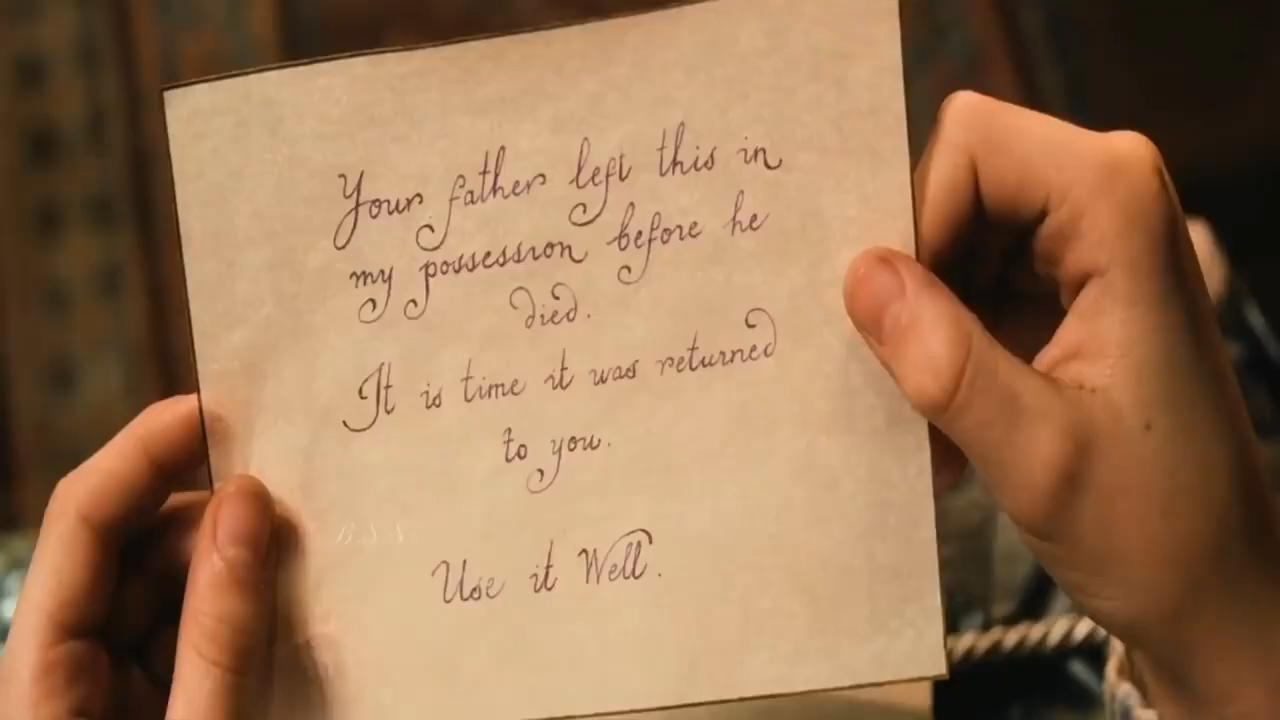 Your father left this in
my possession before he
died.
It is time it was returned
to you.
Use it Well.